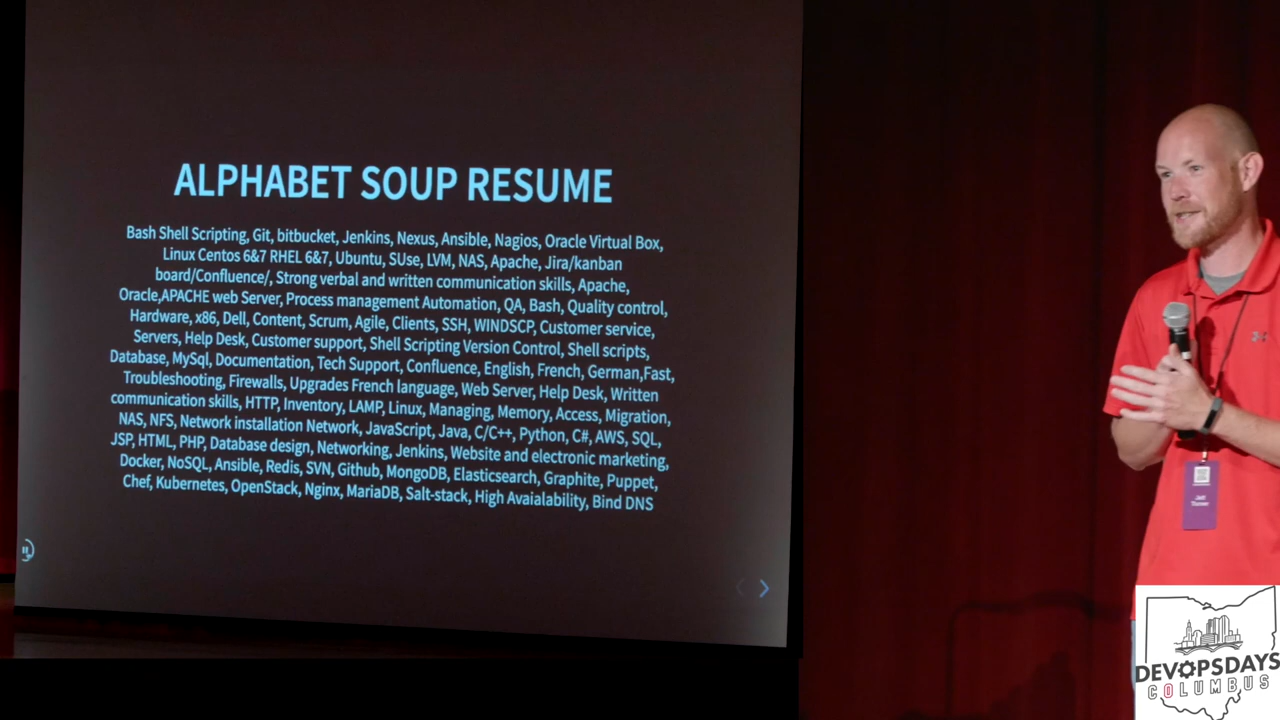 ALPHABET SOUP RESUME
Bash Shell Scripting, Git, bitbucket, Jenkins, Nexus, Ansible, Nagios, Oracle Virtual Box,
Linux Centos 6&7 RHEL 6&7, Ubuntu, SUse, LVM, NAS, Apache, Jira/kanban
board/Confluence/, Strong verbal and written communication skills, Apache,
Oracle,APACHE web Server, Process management Automation, QA, Bash, Quality control,
Hardware, x86, Dell, Content, Scrum, Agile, Clients, SSH, WINDSCP, Customer service,
Servers, Help Desk, Customer support, Shell Scripting Version Control, Shell scripts,
Database, MySql, Documentation, Tech Support, Confluence, English, French, German,Fast,
Troubleshooting, Firewalls, Upgrades French language, Web Server, Help Desk, Written
communication skills, HTTP, Inventory, LAMP, Linux, Managing, Memory, Access, Migration,
NAS, NFS, Network installation Network, JavaScript, Java, C/C++, Python, C#, AWS, SQL,
JSP, HTML, PHP, Database design, Networking, Jenkins, Website and electronic marketing,
Docker, NoSQL, Ansible, Redis, SVN, Github, MongoDB, Elasticsearch, Graphite, Puppet,
Chef, Kubernetes, OpenStack, Nginx, MariaDB, Salt-stack, High Avaialability, Bind DNS
DEVOPSDAYS
COLUMBUS